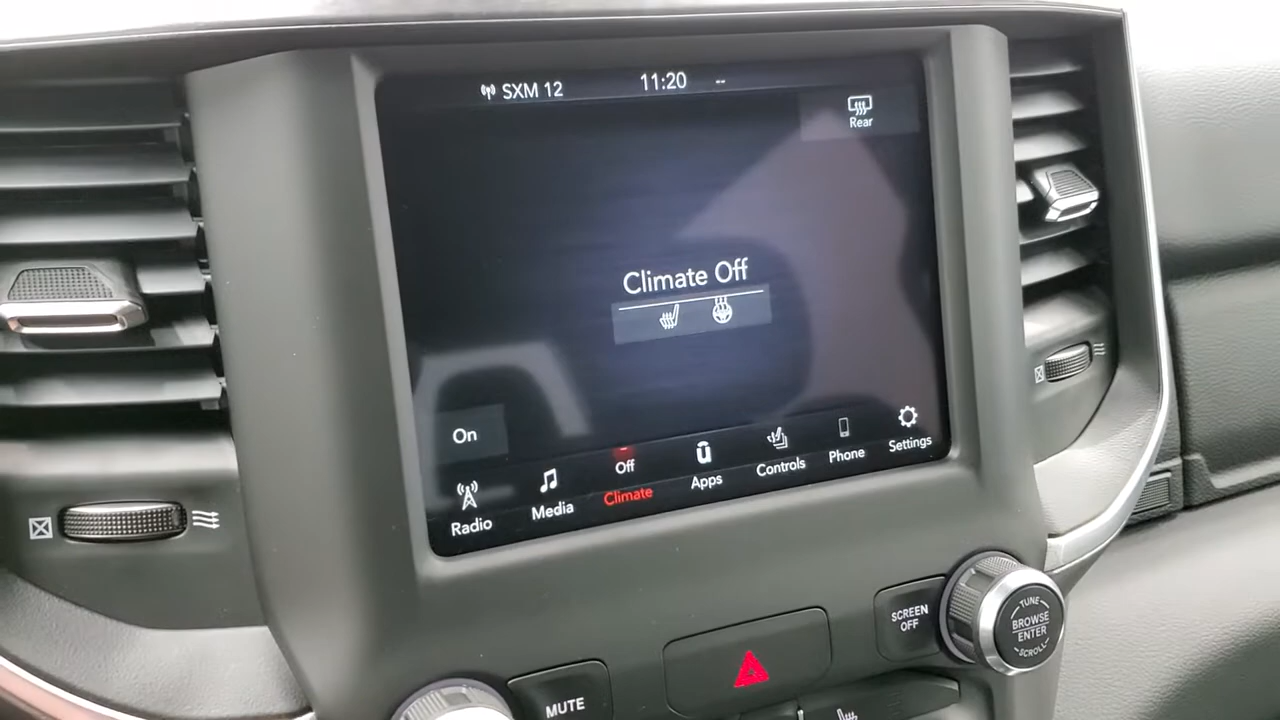 SXM 12
11:20
--
Rear
Climate Off
On
Off
Radio
Media
Climate
Apps
Controls
Phone
Settings
SCREEN
OFF
TUNE
BROWSE
ENTER
SCROLL
MUTE